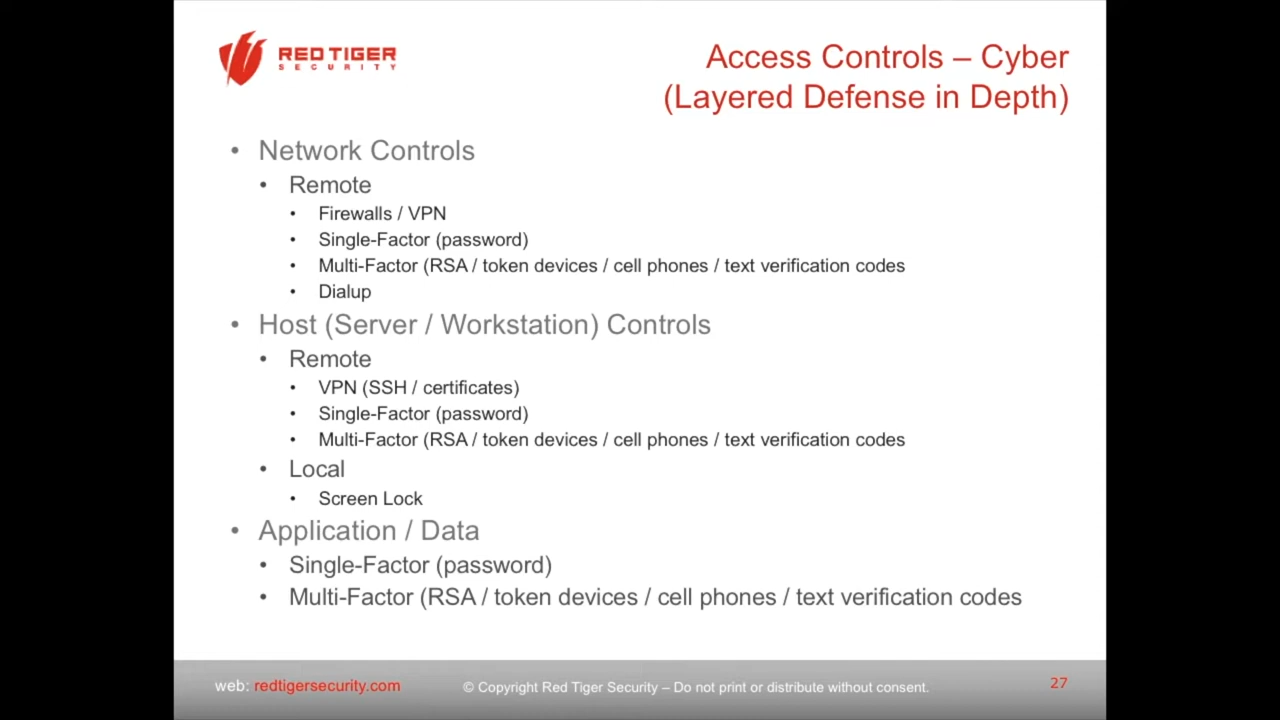 RED TIGER
SECURITY
Access Controls – Cyber
(Layered Defense in Depth)
• Network Controls
• Remote
• Firewalls / VPN
• Single-Factor (password)
• Multi-Factor (RSA / token devices / cell phones / text verification codes
• Dialup
• Host (Server / Workstation) Controls
• Remote
• VPN (SSH / certificates)
• Single-Factor (password)
• Multi-Factor (RSA / token devices / cell phones / text verification codes
• Local
• Screen Lock
• Application / Data
• Single-Factor (password)
• Multi-Factor (RSA / token devices / cell phones / text verification codes
web: redtigersecurity.com
© Copyright Red Tiger Security – Do not print or distribute without consent.
27